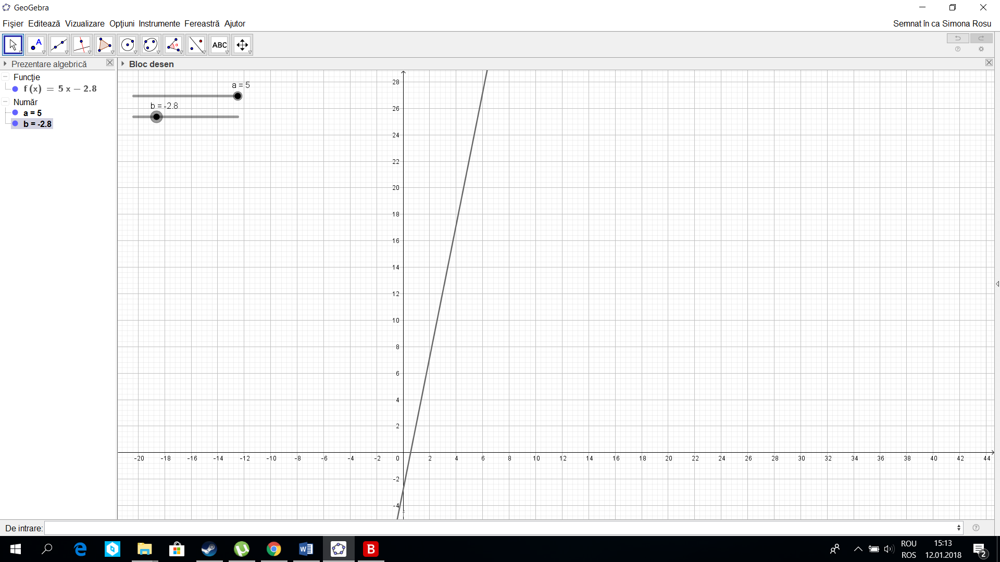 GeoGebra
Fişier Editează Vizualizare Opţiuni Instrumente Fereastră Ajutor
Semnat în ca Simona Rosu
A
α
ABC
Prezentare algebrică
Bloc desen
Funcţie
f (x) = 5 x − 2.8
Număr
a = 5
b = -2.8
a = 5
b = -2.8
28
26
24
22
20
18
16
14
12
10
8
6
4
2
-20 -18 -16 -14 -12 -10 -8 -6 -4 -2 0 2 4 6 8 10 12 14 16 18 20 22 24 26 28 30 32 34 36 38 40 42 44
-2
-4
De intrare:
B
ROU
ROS
15:13
12.01.2018
2